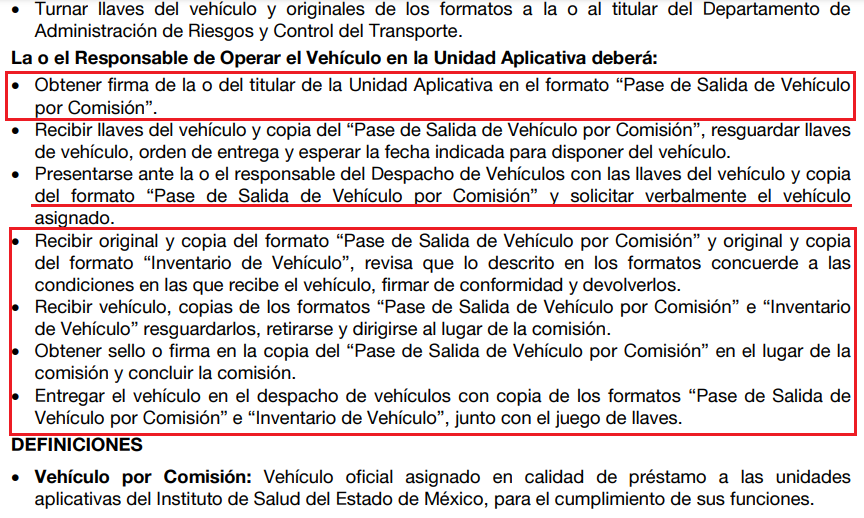 • Turnar llaves del vehículo y originales de los formatos a la o al titular del Departamento de
Administración de Riesgos y Control del Transporte.
La o el Responsable de Operar el Vehículo en la Unidad Aplicativa deberá:
• Obtener firma de la o del titular de la Unidad Aplicativa en el formato “Pase de Salida de Vehículo
por Comisión”.
• Recibir llaves del vehículo y copia del “Pase de Salida de Vehículo por Comisión”, resguardar llaves
de vehículo, orden de entrega y esperar la fecha indicada para disponer del vehículo.
• Presentarse ante la o el responsable del Despacho de Vehículos con las llaves del vehículo y copia
del formato “Pase de Salida de Vehículo por Comisión” y solicitar verbalmente el vehículo
asignado.
• Recibir original y copia del formato “Pase de Salida de Vehículo por Comisión” y original y copia
del formato “Inventario de Vehículo”, revisa que lo descrito en los formatos concuerde a las
condiciones en las que recibe el vehículo, firmar de conformidad y devolverlos.
• Recibir vehículo, copias de los formatos “Pase de Salida de Vehículo por Comisión” e “Inventario
de Vehículo” resguardarlos, retirarse y dirigirse al lugar de la comisión.
• Obtener sello o firma en la copia del “Pase de Salida de Vehículo por Comisión” en el lugar de la
comisión y concluir la comisión.
• Entregar el vehículo en el despacho de vehículos con copia de los formatos “Pase de Salida de
Vehículo por Comisión” e “Inventario de Vehículo”, junto con el juego de llaves.
DEFINICIONES
• Vehículo por Comisión: Vehículo oficial asignado en calidad de préstamo a las unidades
aplicativas del Instituto de Salud del Estado de México, para el cumplimiento de sus funciones.